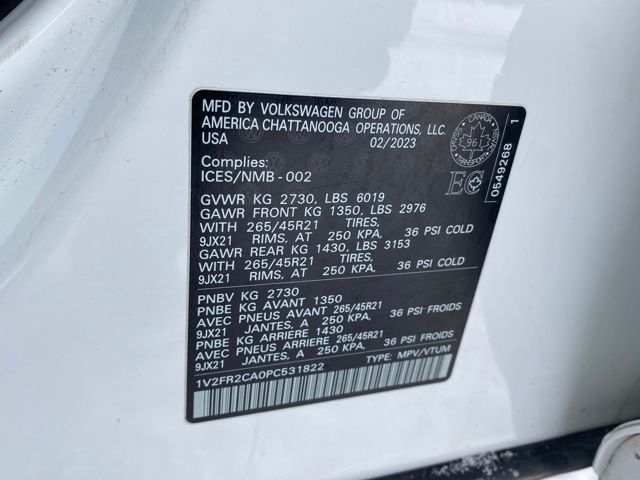 MFD BY VOLKSWAGEN GROUP OF
AMERICA CHATTANOOGA OPERATIONS, LLC.
USA 02/2023
Complies:
ICES/NMB-002
CANADA
961
EC
0549268 1
GVWR KG 2730, LBS 6019
GAWR FRONT KG 1350, LBS 2976
WITH 265/45R21 TIRES,
9JX21 RIMS, AT 250 KPA, 36 PSI COLD
GAWR REAR KG 1430, LBS 3153
WITH 265/45R21 TIRES,
9JX21 RIMS, AT 250 KPA, 36 PSI COLD
PNBV KG 2730
PNBE KG AVANT 1350
AVEC PNEUS AVANT 265/45R21
9JX21 JANTES, A 250 KPA, 36 PSI FROIDS
PNBE KG ARRIERE 1430
AVEC PNEUS ARRIERE 265/45R21
9JX21 JANTES, A 250 KPA, 36 PSI FROIDS
1V2FR2CA0PC531822 TYPE: MPV/VTUM